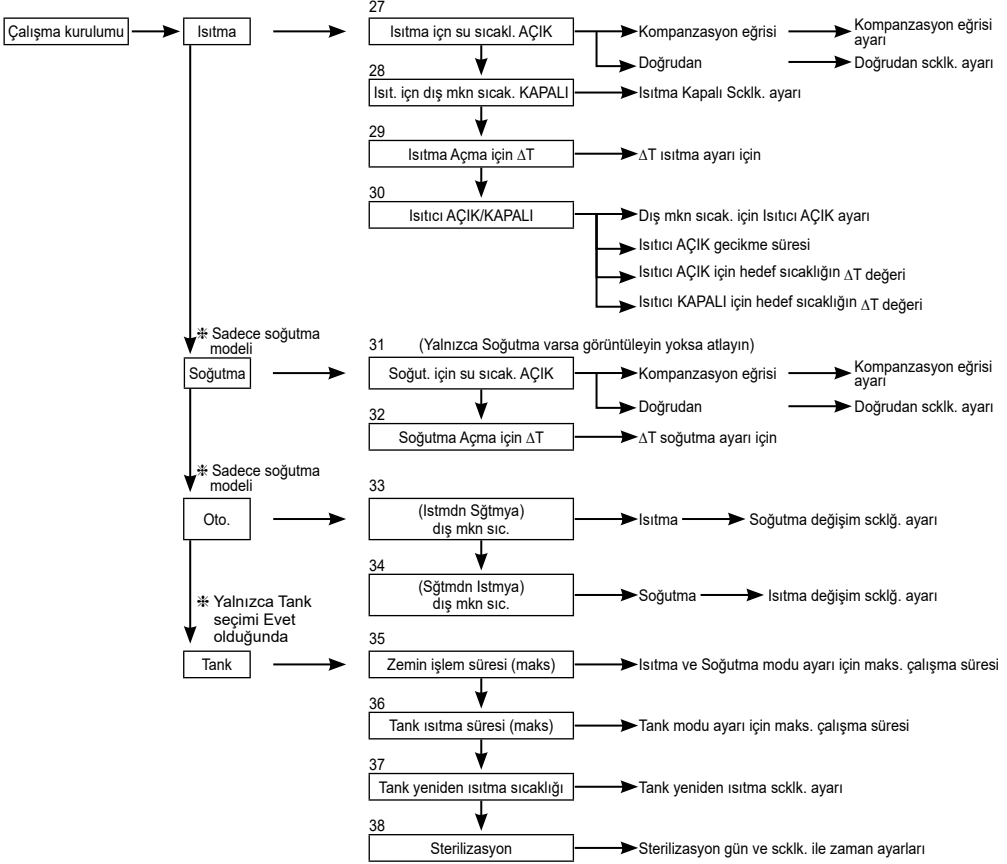 27
Çalışma kurulumu
Isıtma
Isıtma içn su sıcakl. AÇIK
Kompanzasyon eğrisi
Kompanzasyon eğrisi
ayarı
Doğrudan
Doğrudan scklk. ayarı
28
Isıt. içn dış mkn sıcak. KAPALI
Isıtma Kapalı Scklk. ayarı
29
Isıtma Açma için ΔT
ΔT ısıtma ayarı için
30
Isıtıcı AÇIK/KAPALI
Dış mkn sıcak. için Isıtıcı AÇIK ayarı
Isıtıcı AÇIK gecikme süresi
Isıtıcı AÇIK için hedef sıcaklığın ΔT değeri
Isıtıcı KAPALI için hedef sıcaklığın ΔT değeri
❈ Sadece soğutma
modeli
31 (Yalnızca Soğutma varsa görüntüleyin yoksa atlayın)
Soğutma
Soğut. için su sıcak. AÇIK
Kompanzasyon eğrisi
Kompanzasyon eğrisi
ayarı
Doğrudan
Doğrudan scklk. ayarı
32
Soğutma Açma için ΔT
ΔT soğutma ayarı için
❈ Sadece soğutma
modeli
33
Oto.
(Istmdn Sğtmya)
dış mkn sıc.
Isıtma
Soğutma değişim scklğ. ayarı
34
(Sğtmdn Istmya)
dış mkn sıc.
Soğutma
Isıtma değişim scklğ. ayarı
❈ Yalnızca Tank
seçimi Evet
olduğunda
35
Tank
Zemin işlem süresi (maks)
Isıtma ve Soğutma modu ayarı için maks. çalışma süresi
36
Tank ısıtma süresi (maks)
Tank modu ayarı için maks. çalışma süresi
37
Tank yeniden ısıtma sıcaklığı
Tank yeniden ısıtma scklk. ayarı
38
Sterilizasyon
Sterilizasyon gün ve scklk. ile zaman ayarları